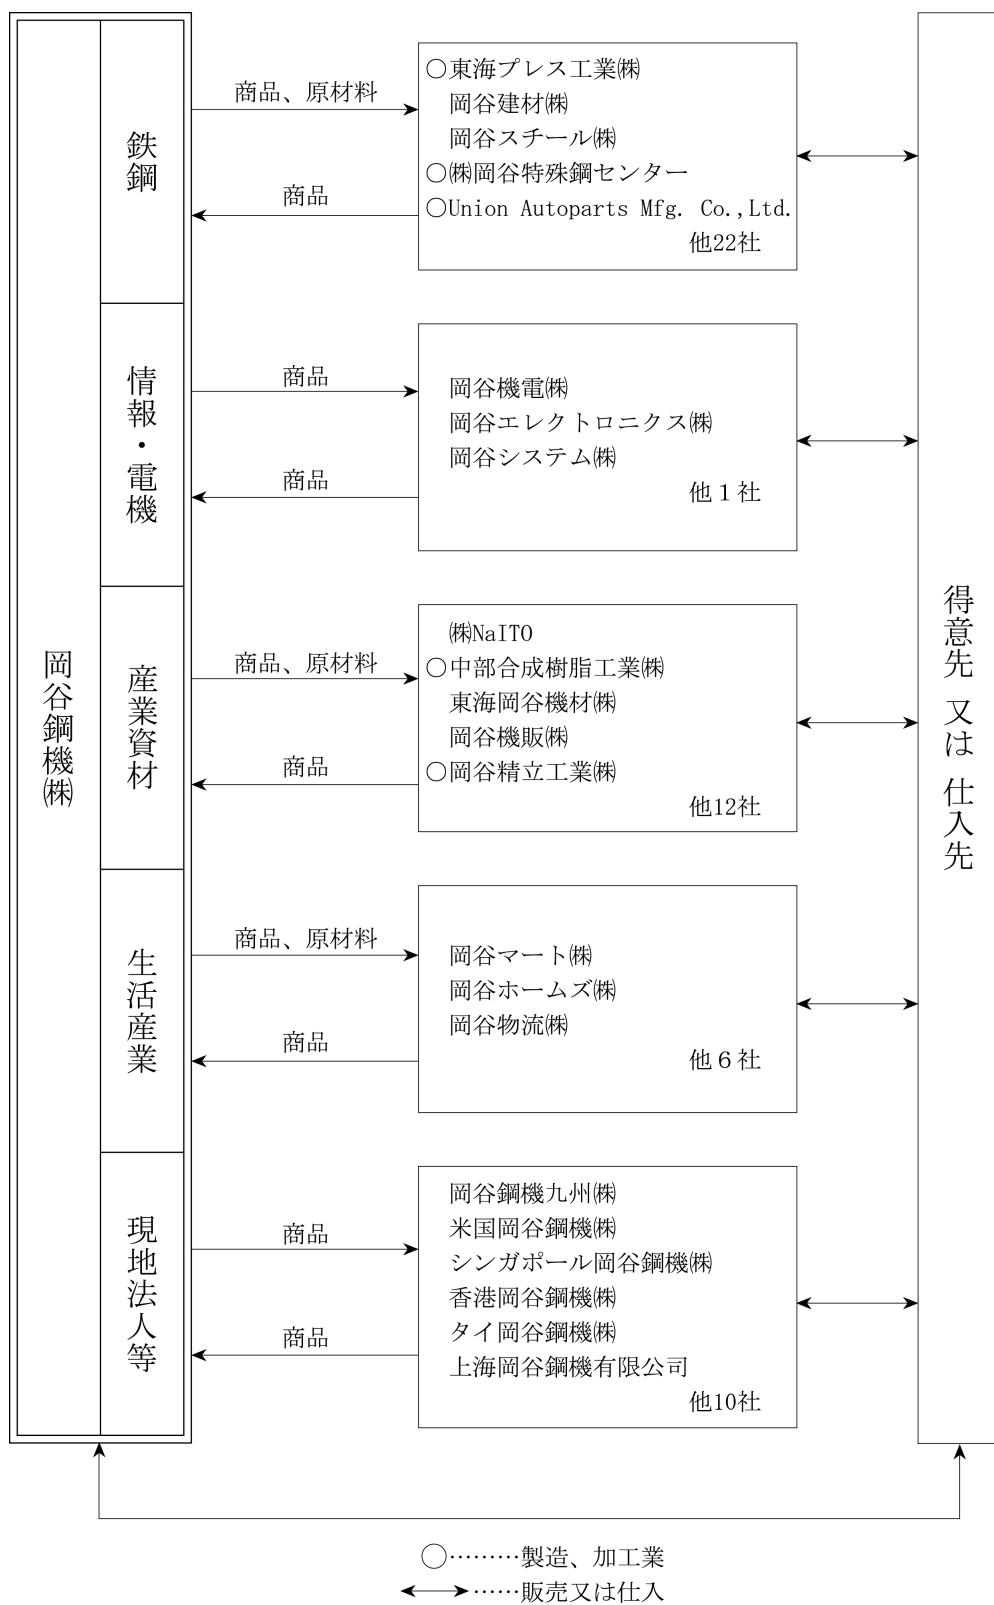 岡谷鋼機㈱
鉄鋼
商品、原材料
商品
○東海プレス工業㈱
岡谷建材㈱
岡谷スチール㈱
○㈱岡谷特殊鋼センター
○Union Autoparts Mfg. Co.,Ltd.
他22社
情報・電機
商品
商品
岡谷機電㈱
岡谷エレクトロニクス㈱
岡谷システム㈱
他１社
産業資材
商品、原材料
商品
㈱NaITO
○中部合成樹脂工業㈱
東海岡谷機材㈱
岡谷機販㈱
○岡谷精立工業㈱
他12社
生活産業
商品、原材料
商品
岡谷マート㈱
岡谷ホームズ㈱
岡谷物流㈱
他６社
現地法人等
商品
商品
岡谷鋼機九州㈱
米国岡谷鋼機㈱
シンガポール岡谷鋼機㈱
香港岡谷鋼機㈱
タイ岡谷鋼機㈱
上海岡谷鋼機有限公司
他10社
得意先 又は 仕入先
○………製造、加工業
←→……販売又は仕入